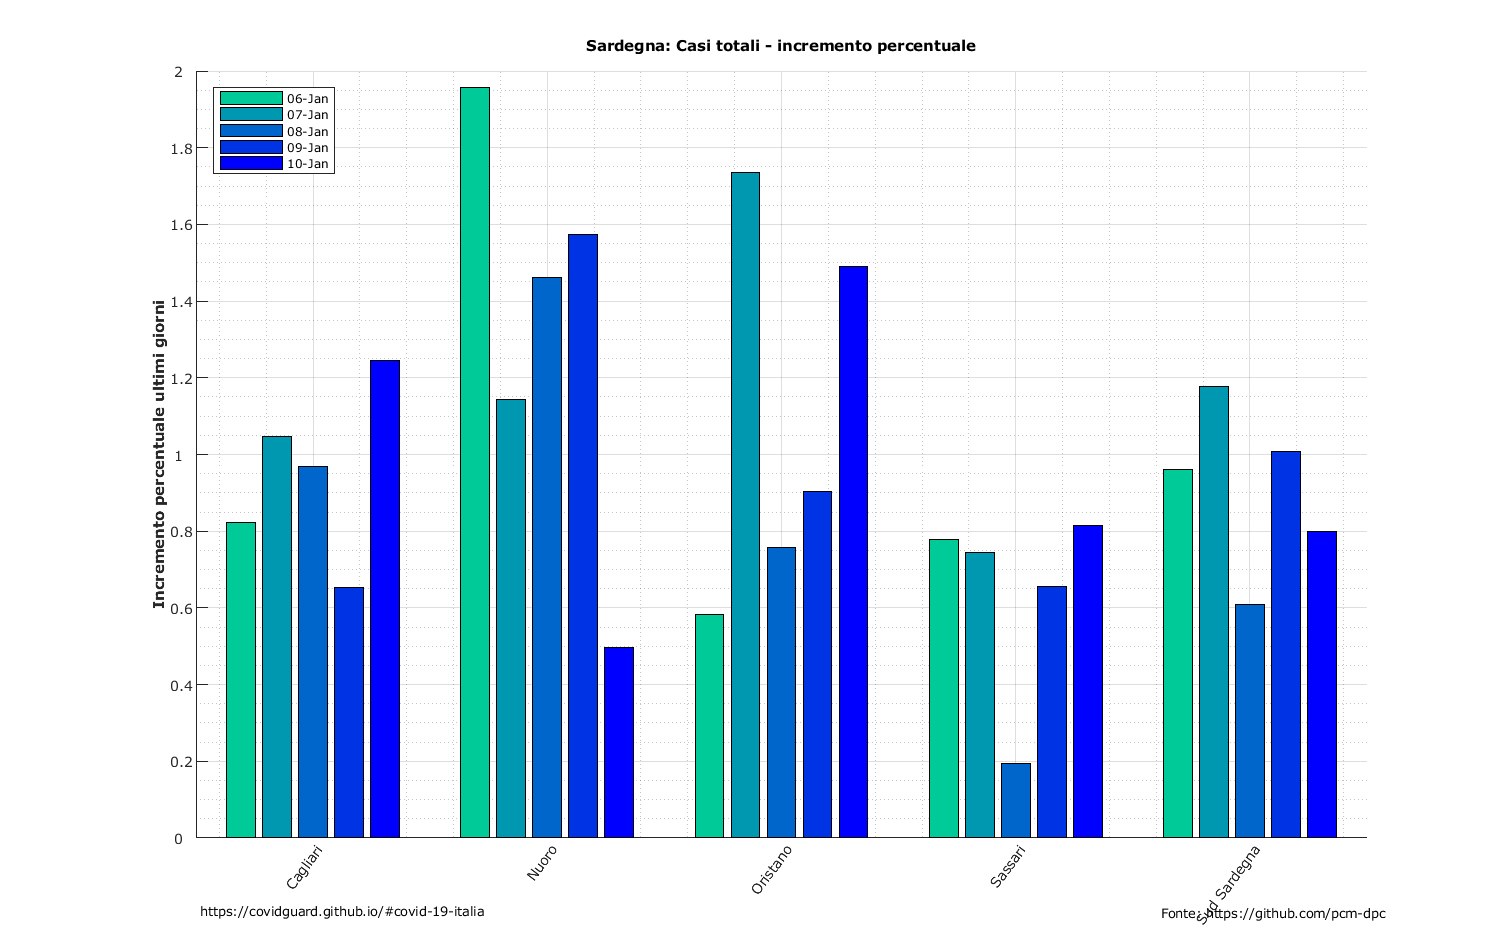 Sardegna: Casi totali - incremento percentuale
2
1.8
1.6
1.4
1.2
1
0.8
0.6
0.4
0.2
0
Incremento percentuale ultimi giorni
06-Jan
07-Jan
08-Jan
09-Jan
10-Jan
Cagliari
Nuoro
Oristano
Sassari
Sud Sardegna
https://covidguard.github.io/#covid-19-italia
Fonte: https://github.com/pcm-dpc